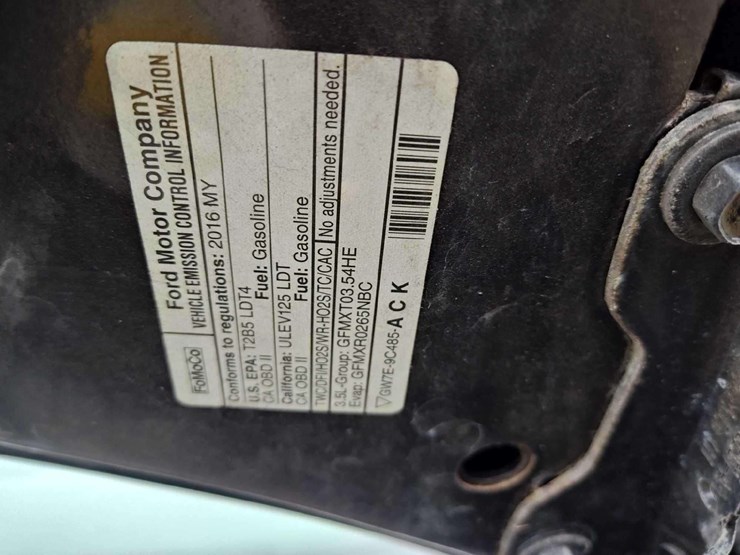 FoMoCo
Ford Motor Company
VEHICLE EMISSION CONTROL INFORMATION
Conforms to regulations: 2016 MY
U.S. EPA: T2B5 LDT4
CA OBD II Fuel: Gasoline
California: ULEV125 LDT
CA OBD II Fuel: Gasoline
TWC/DFI/HO2S/WR-HO2S/TC/CAC No adjustments needed.
3.5L-Group: GFMXT03.54HE
Evap: GFMXR0265NBC
▽GW7E-9C485-ACK